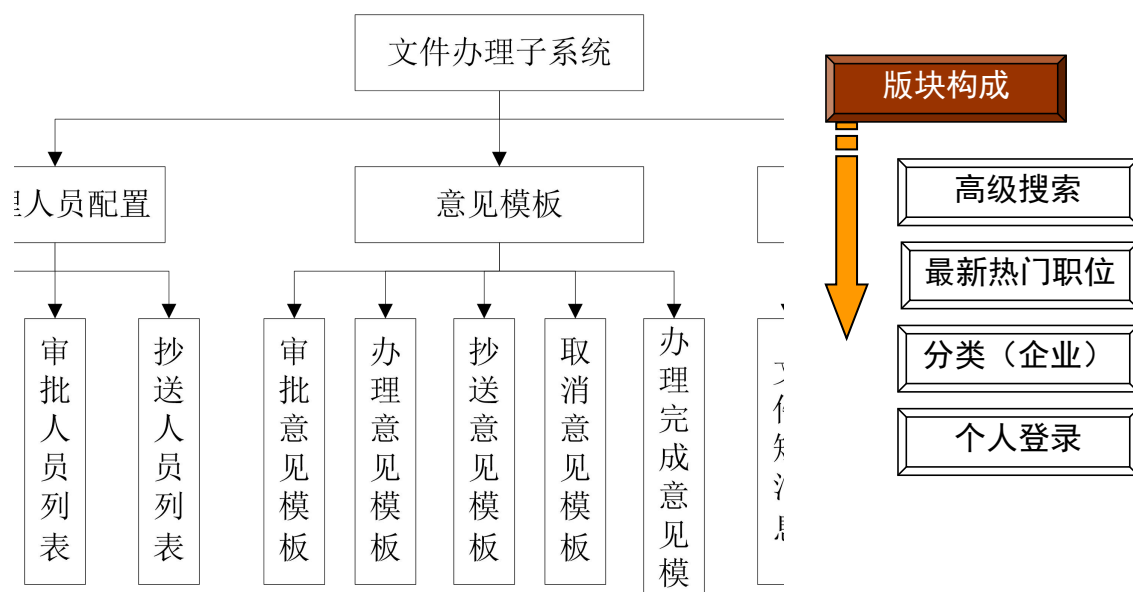 文件办理子系统
人员配置
意见模板
审批人员列表
抄送人员列表
审批意见模板
办理意见模板
抄送意见模板
取消意见模板
办理完成意见模
版块构成
高级搜索
最新热门职位
分类（企业）
个人登录